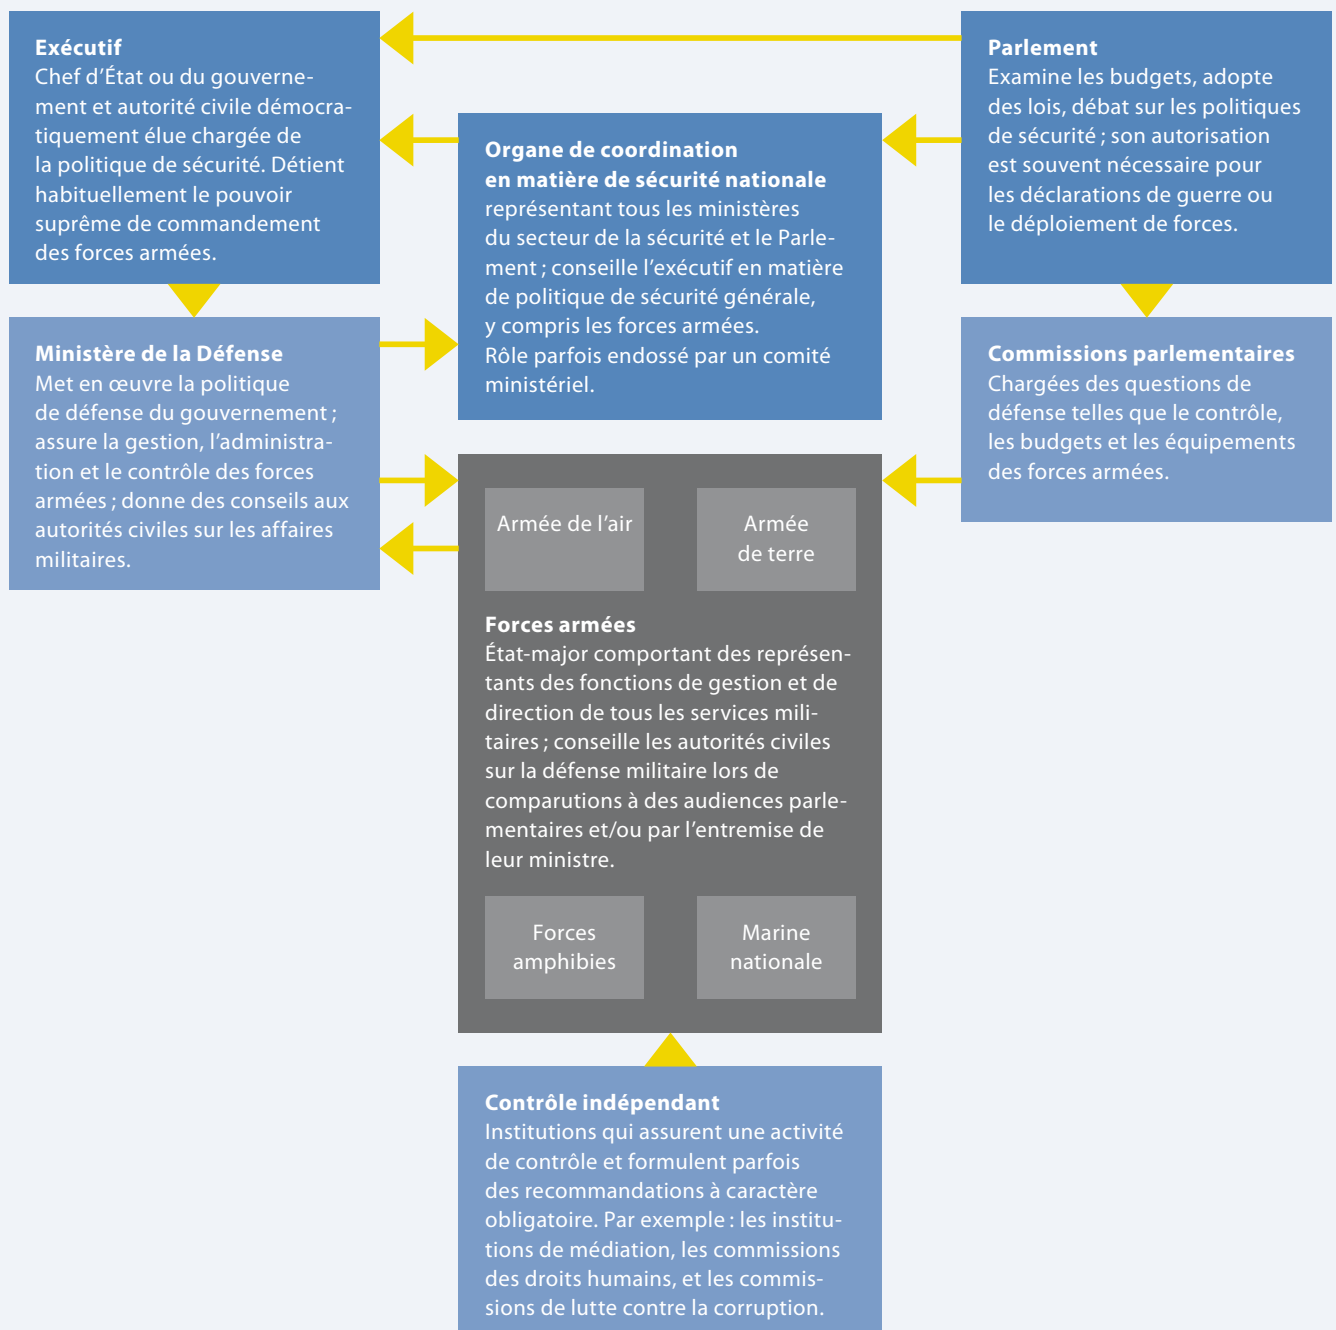 Exécutif
Chef d’État ou du gouverne-
ment et autorité civile démocra-
tiquement élue chargée de
la politique de sécurité. Détient
habituellement le pouvoir
suprême de commandement
des forces armées.
Organe de coordination
en matière de sécurité nationale
représentant tous les ministères
du secteur de la sécurité et le Parle-
ment ; conseille l’exécutif en matière
de politique de sécurité générale,
y compris les forces armées.
Rôle parfois endossé par un comité
ministériel.
Parlement
Examine les budgets, adopte
des lois, débat sur les politiques
de sécurité ; son autorisation
est souvent nécessaire pour
les déclarations de guerre ou
le déploiement de forces.
Ministère de la Défense
Met en œuvre la politique
de défense du gouvernement ;
assure la gestion, l’administra-
tion et le contrôle des forces
armées ; donne des conseils aux
autorités civiles sur les affaires
militaires.
Commissions parlementaires
Chargées des questions de
défense telles que le contrôle,
les budgets et les équipements
des forces armées.
Armée de l’air
Armée
de terre
Forces armées
État-major comportant des représen-
tants des fonctions de gestion et de
direction de tous les services mili-
taires ; conseille les autorités civiles
sur la défense militaire lors de
comparutions à des audiences parle-
mentaires et/ou par l’entremise de
leur ministre.
Forces
amphibies
Marine
nationale
Contrôle indépendant
Institutions qui assurent une activité
de contrôle et formulent parfois
des recommandations à caractère
obligatoire. Par exemple : les institu-
tions de médiation, les commissions
des droits humains, et les commis-
sions de lutte contre la corruption.